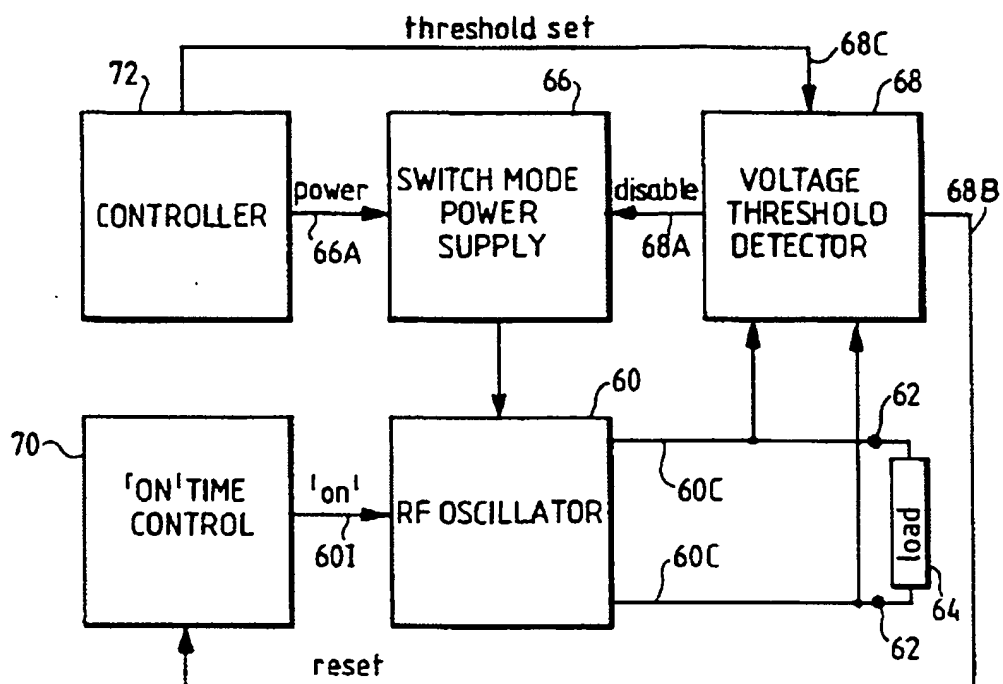 threshold set
72
66
68C
68
CONTROLLER
power
66A
SWITCH MODE
POWER
SUPPLY
disable
68A
VOLTAGE
THRESHOLD
DETECTOR
68B
70
'ON' TIME
CONTROL
'on'
60I
60
RF OSCILLATOR
60C
60C
62
load
64
62
reset